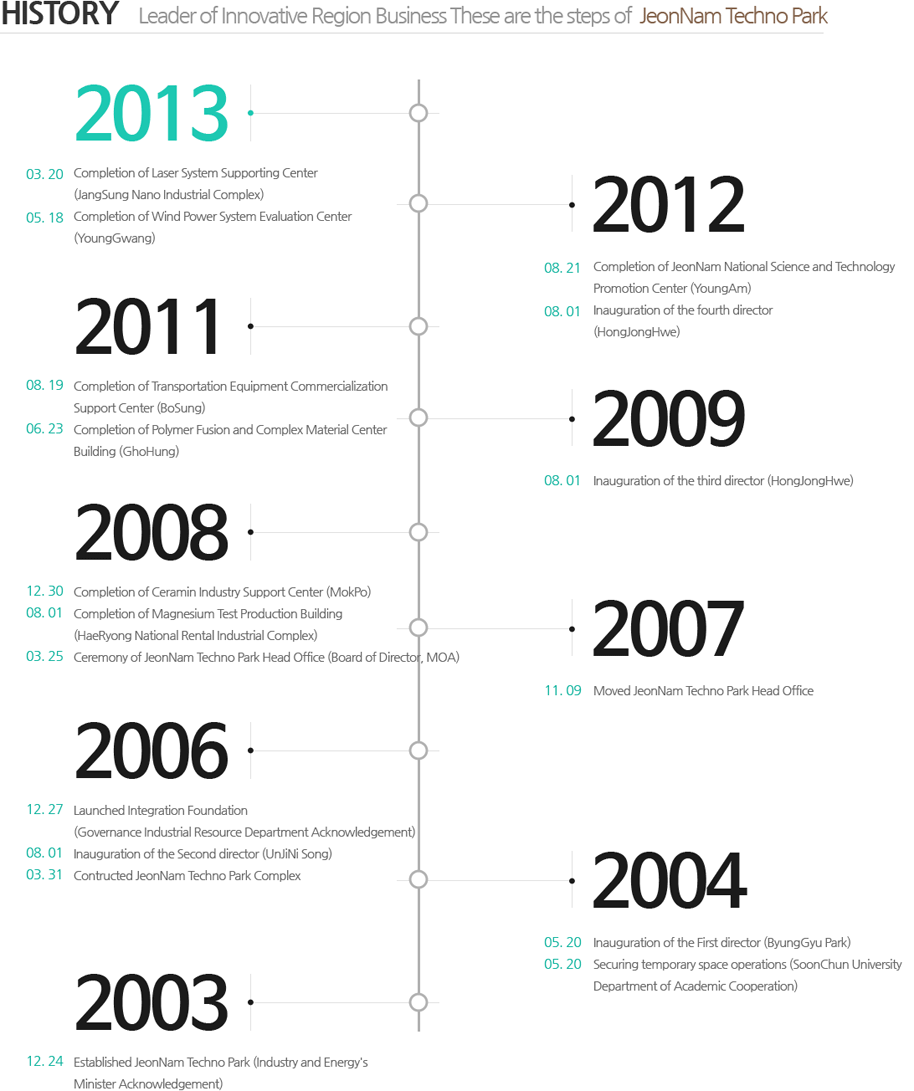 HISTORY Leader of Innovative Region Business These are the steps of JeonNam Techno Park
2013
03. 20 Completion of Laser System Supporting Center
(JangSung Nano Industrial Complex)
05. 18 Completion of Wind Power System Evaluation Center
(YoungGwang)
2012
08. 21 Completion of JeonNam National Science and Technology
Promotion Center (YoungAm)
08. 01 Inauguration of the fourth director
(HongJongHwe)
2011
08. 19 Completion of Transportation Equipment Commercialization
Support Center (BoSung)
06. 23 Completion of Polymer Fusion and Complex Material Center
Building (GhoHung)
2009
08. 01 Inauguration of the third director (HongJongHwe)
2008
12. 30 Completion of Ceramin Industry Support Center (MokPo)
08. 01 Completion of Magnesium Test Production Building
(HaeRyong National Rental Industrial Complex)
03. 25 Ceremony of JeonNam Techno Park Head Office (Board of Director, MOA)
2007
11. 09 Moved JeonNam Techno Park Head Office
2006
12. 27 Launched Integration Foundation
(Governance Industrial Resource Department Acknowledgement)
08. 01 Inauguration of the Second director (UnJiNi Song)
03. 31 Contructed JeonNam Techno Park Complex
2004
05. 20 Inauguration of the First director (ByungGyu Park)
05. 20 Securing temporary space operations (SoonChun University
Department of Academic Cooperation)
2003
12. 24 Established JeonNam Techno Park (Industry and Energy's
Minister Acknowledgement)